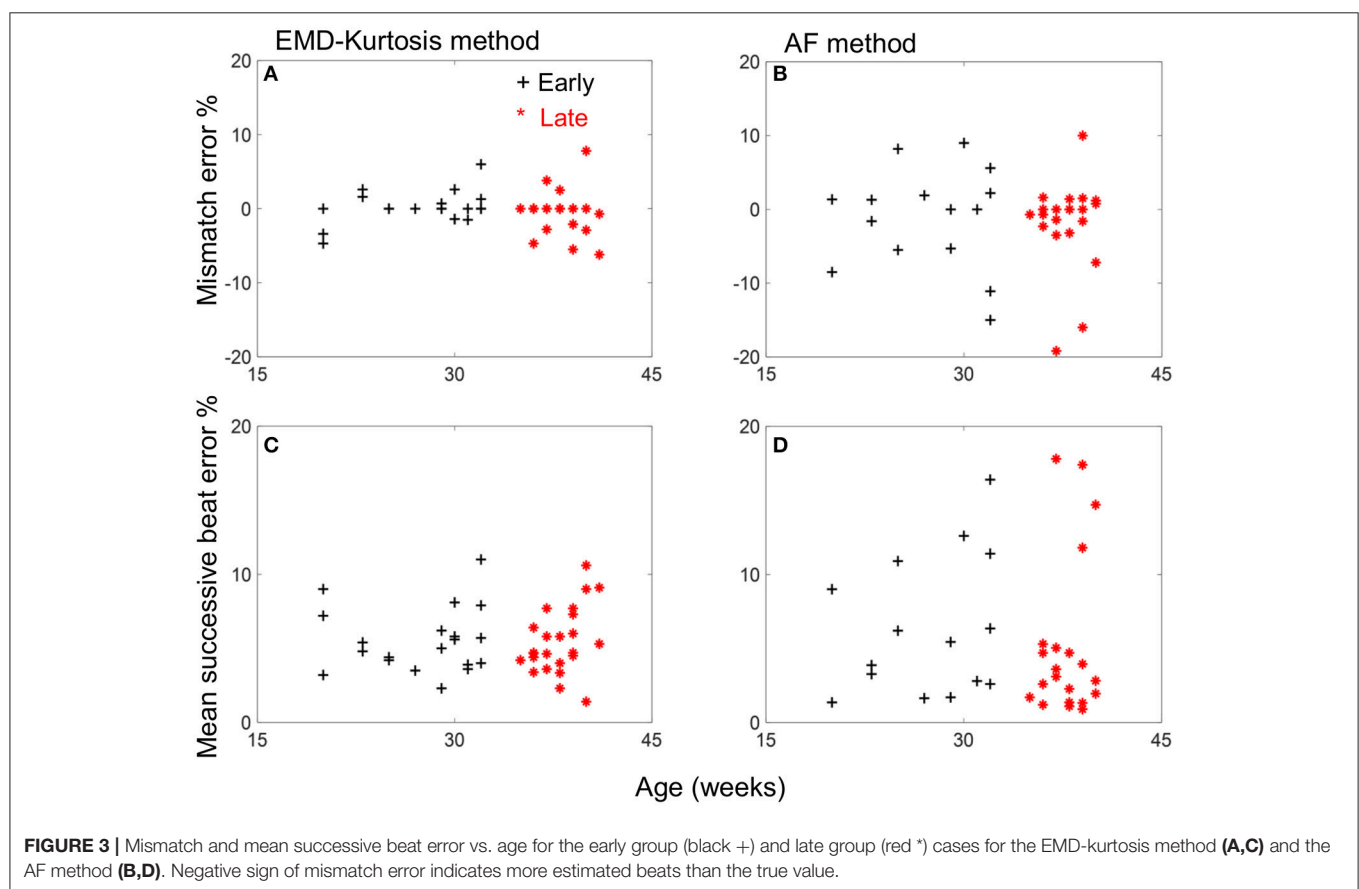 EMD-Kurtosis method
AF method
A
+ Early
* Late
20
10
0
-10
-20
15
30
45
Mismatch error %
B
20
10
0
-10
-20
15
30
45
C
20
10
0
15
30
45
Mean successive beat error %
D
20
10
0
15
30
45
Age (weeks)
FIGURE 3 | Mismatch and mean successive beat error vs. age for the early group (black +) and late group (red *) cases for the EMD-kurtosis method (A,C) and the
AF method (B,D). Negative sign of mismatch error indicates more estimated beats than the true value.